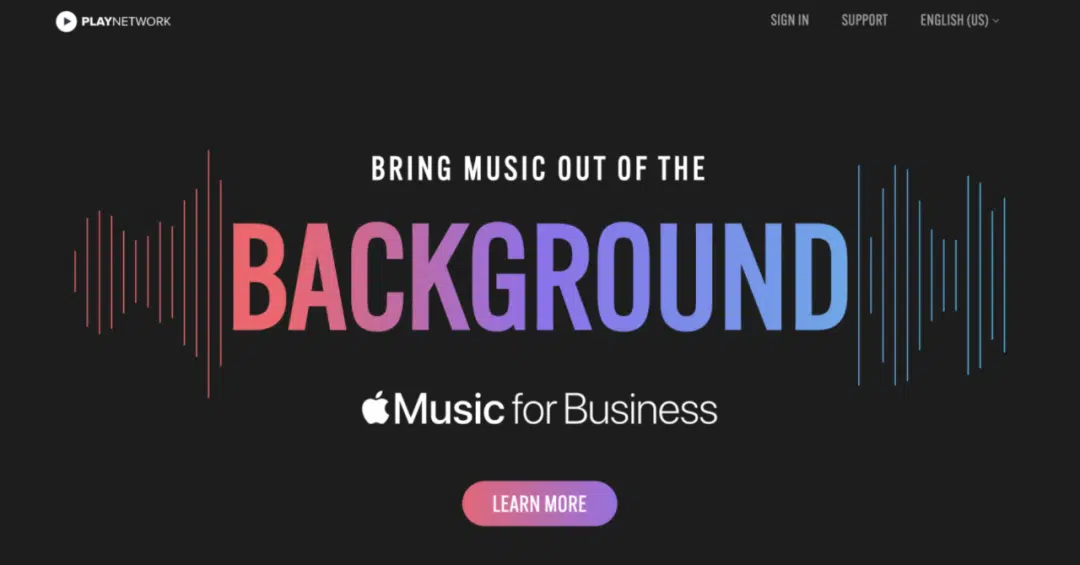 PLAYNETWORK
SIGN IN
SUPPORT
ENGLISH (US)
BRING MUSIC OUT OF THE
BACKGROUND
Music for Business
LEARN MORE